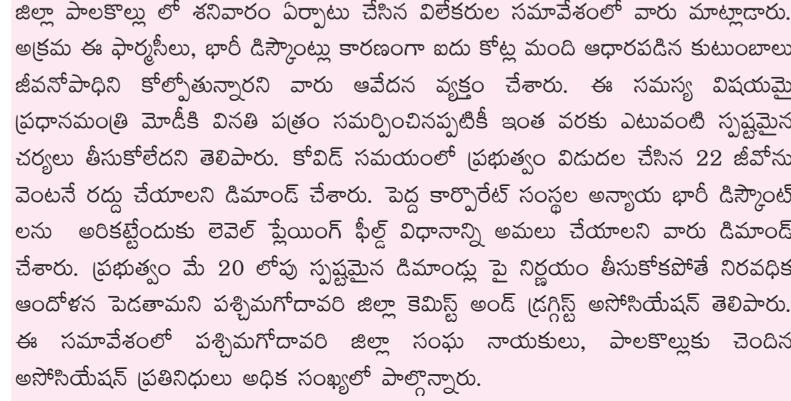 జిల్లా పాలకొల్లు లో శనివారం ఏర్పాటు చేసిన విలేకరుల సమావేశంలో వారు మాట్లాడారు.
అక్రమ ఈ ఫార్మసీలు, భారీ డిస్కౌంట్లు కారణంగా ఐదు కోట్ల మంది ఆధారపడిన కుటుంబాలు
జీవనోపాధిని కోల్పోతున్నారని వారు ఆవేదన వ్యక్తం చేశారు. ఈ సమస్య విషయమై
ప్రధానమంత్రి మోడీకి వినతి పత్రం సమర్పించినప్పటికీ ఇంత వరకు ఎటువంటి స్పష్టమైన
చర్యలు తీసుకోలేదని తెలిపారు. కోవిడ్ సమయంలో ప్రభుత్వం విడుదల చేసిన 22 జీవోను
వెంటనే రద్దు చేయాలని డిమాండ్ చేశారు. పెద్ద కార్పొరేట్ సంస్థల అన్యాయ భారీ డిస్కౌంట్
లను అరికట్టేందుకు లెవెల్ ప్లేయింగ్ ఫీల్డ్ విధానాన్ని అమలు చేయాలని వారు డిమాండ్
చేశారు. ప్రభుత్వం మే 20 లోపు స్పష్టమైన డిమాండ్లు పై నిర్ణయం తీసుకోకపోతే నిరవధిక
ఆందోళన పెడతామని పశ్చిమగోదావరి జిల్లా కెమిస్ట్ అండ్ డ్రగ్గిస్ట్ అసోసియేషన్ తెలిపారు.
ఈ సమావేశంలో పశ్చిమగోదావరి జిల్లా సంఘ నాయకులు, పాలకొల్లుకు చెందిన
అసోసియేషన్ ప్రతినిధులు అధిక సంఖ్యలో పాల్గొన్నారు.